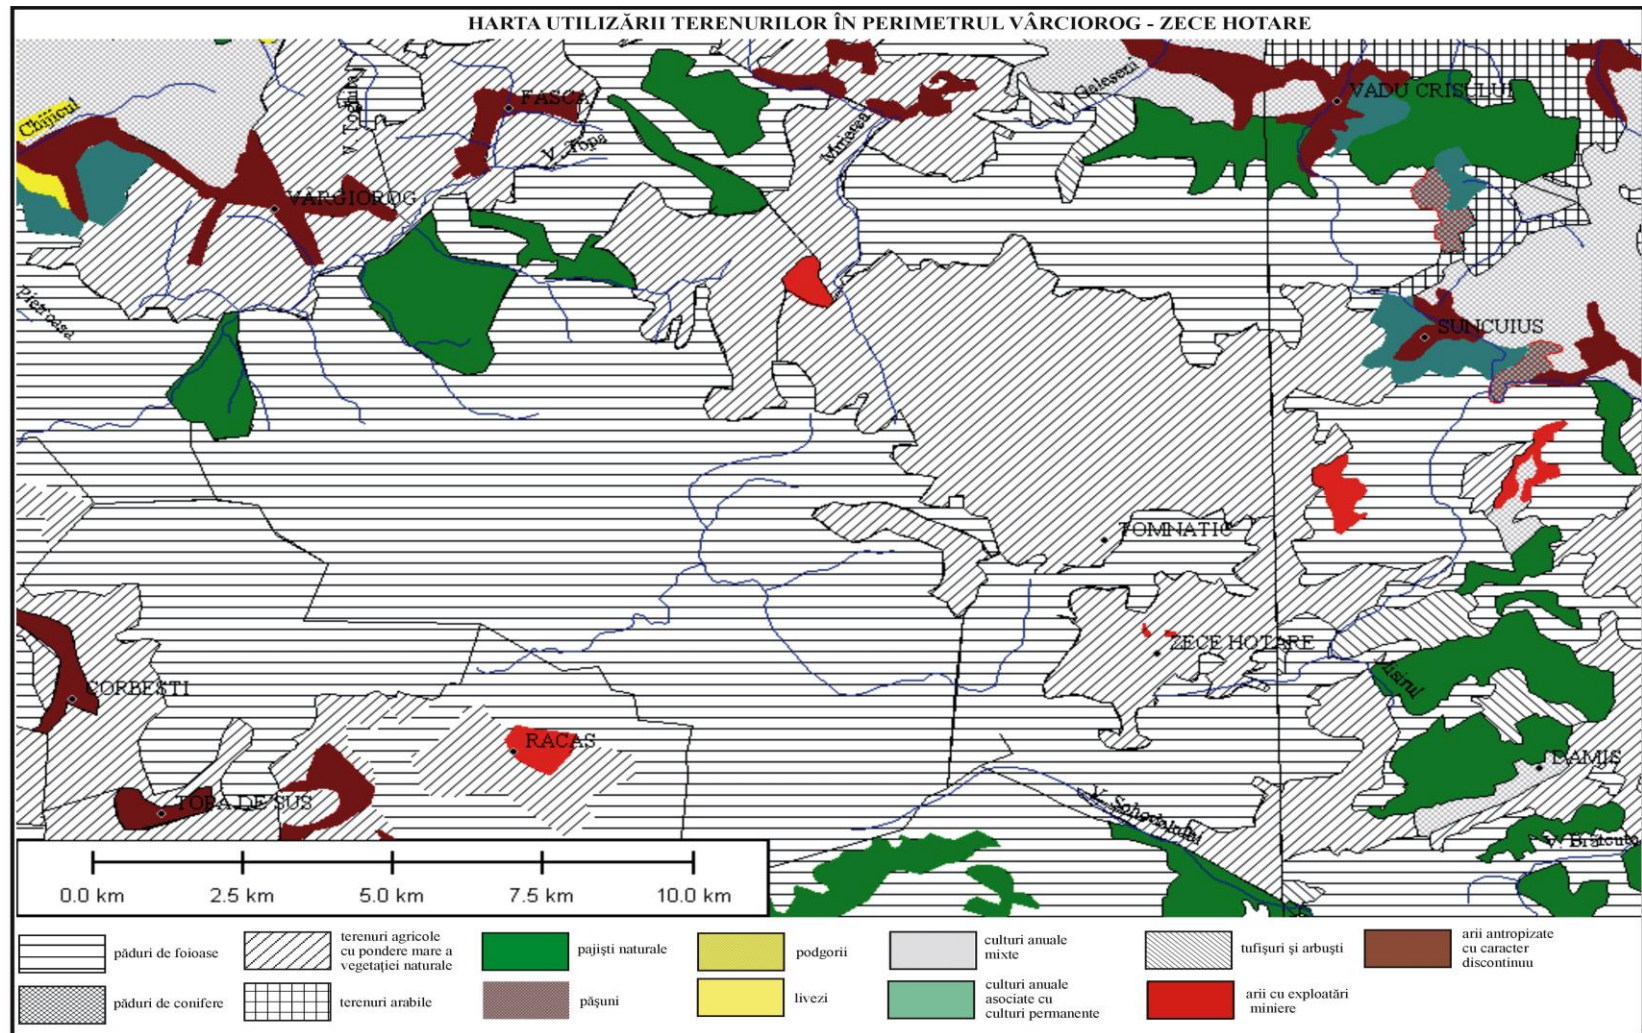 HARTA UTILIZĂRII TERENURILOR ÎN PERIMETRUL VÂRCIOROG - ZECE HOTARE
Chijicul
V. Topa
FASCA
VÂRGIOROG
Pietroasa
Mniesea
V. Galeseni
VADU CRISULUI
SUNCUIUS
TOMNATIC
ZECE HOTARE
Misirul
CORBESTI
RACAS
TOPA DE SUS
DAMIS
V. Sohodolului
V. Brătcuta
0.0 km 2.5 km 5.0 km 7.5 km 10.0 km
păduri de foioase
terenuri agricole
cu pondere mare a
vegetației naturale
pajiști naturale
podgorii
culturi anuale
mixte
tufișuri și arbuști
arii antropizate
cu caracter
discontinuu
păduri de conifere
terenuri arabile
pășuni
livezi
culturi anuale
asociate cu
culturi permanente
arii cu exploatări
miniere